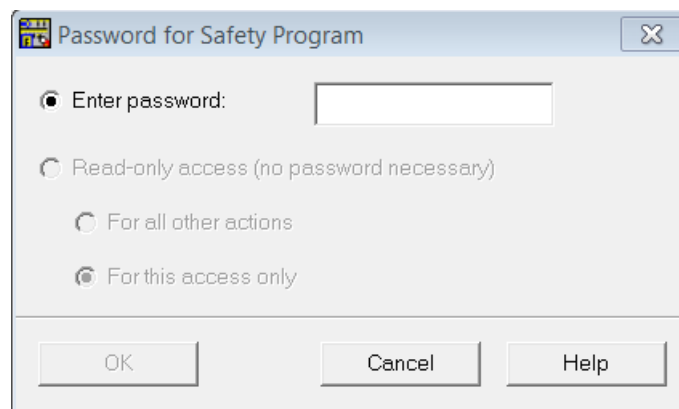 Password for Safety Program
Enter password:
Read-only access (no password necessary)
For all other actions
For this access only
OK Cancel Help